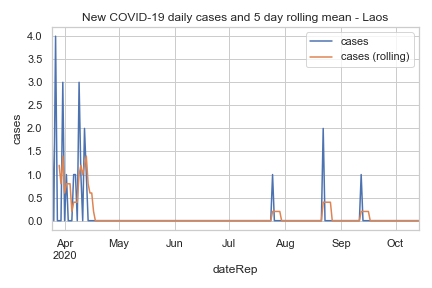 New COVID-19 daily cases and 5 day rolling mean - Laos
cases
cases (rolling)
4.0
3.5
3.0
2.5
2.0
1.5
1.0
0.5
0.0
cases
Apr May Jun Jul Aug Sep Oct
2020
dateRep